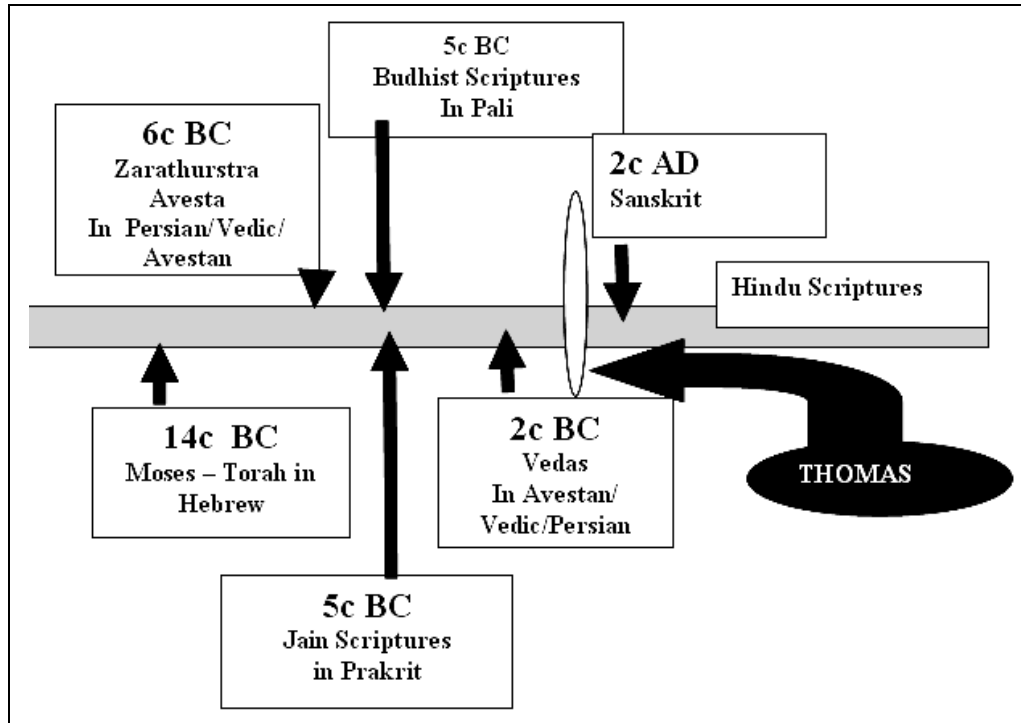 5c BC
Budhist Scriptures
In Pali
6c BC
Zarathurstra
Avesta
In Persian/Vedic/
Avestan
2c AD
Sanskrit
Hindu Scriptures
14c BC
Moses – Torah in
Hebrew
2c BC
Vedas
In Avestan/
Vedic/Persian
THOMAS
5c BC
Jain Scriptures
in Prakrit